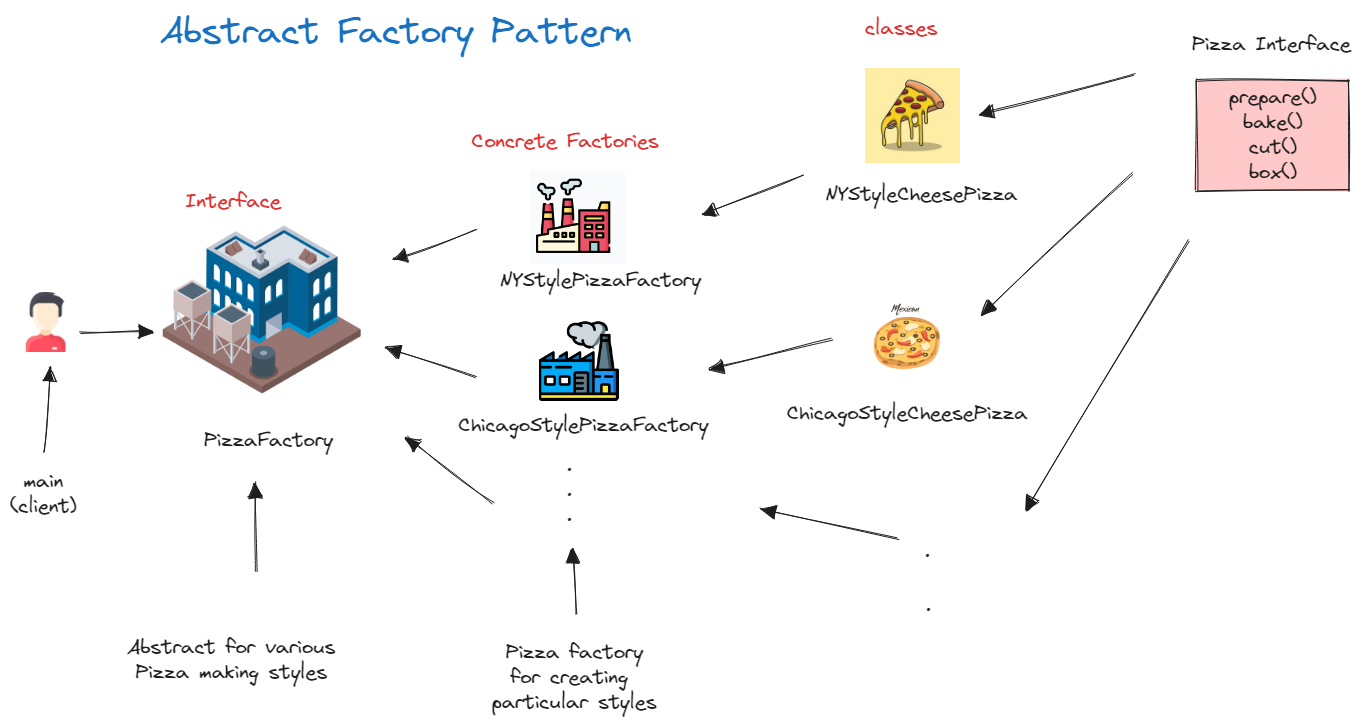 Abstract Factory Pattern
classes
Pizza Interface
prepare()
bake()
cut()
box()
Concrete Factories
NYStyleCheesePizza
Interface
NYStylePizzaFactory
Mexican
ChicagoStyleCheesePizza
ChicagoStylePizzaFactory
PizzaFactory
main
(client)
Abstract for various
Pizza making styles
Pizza factory
for creating
particular styles